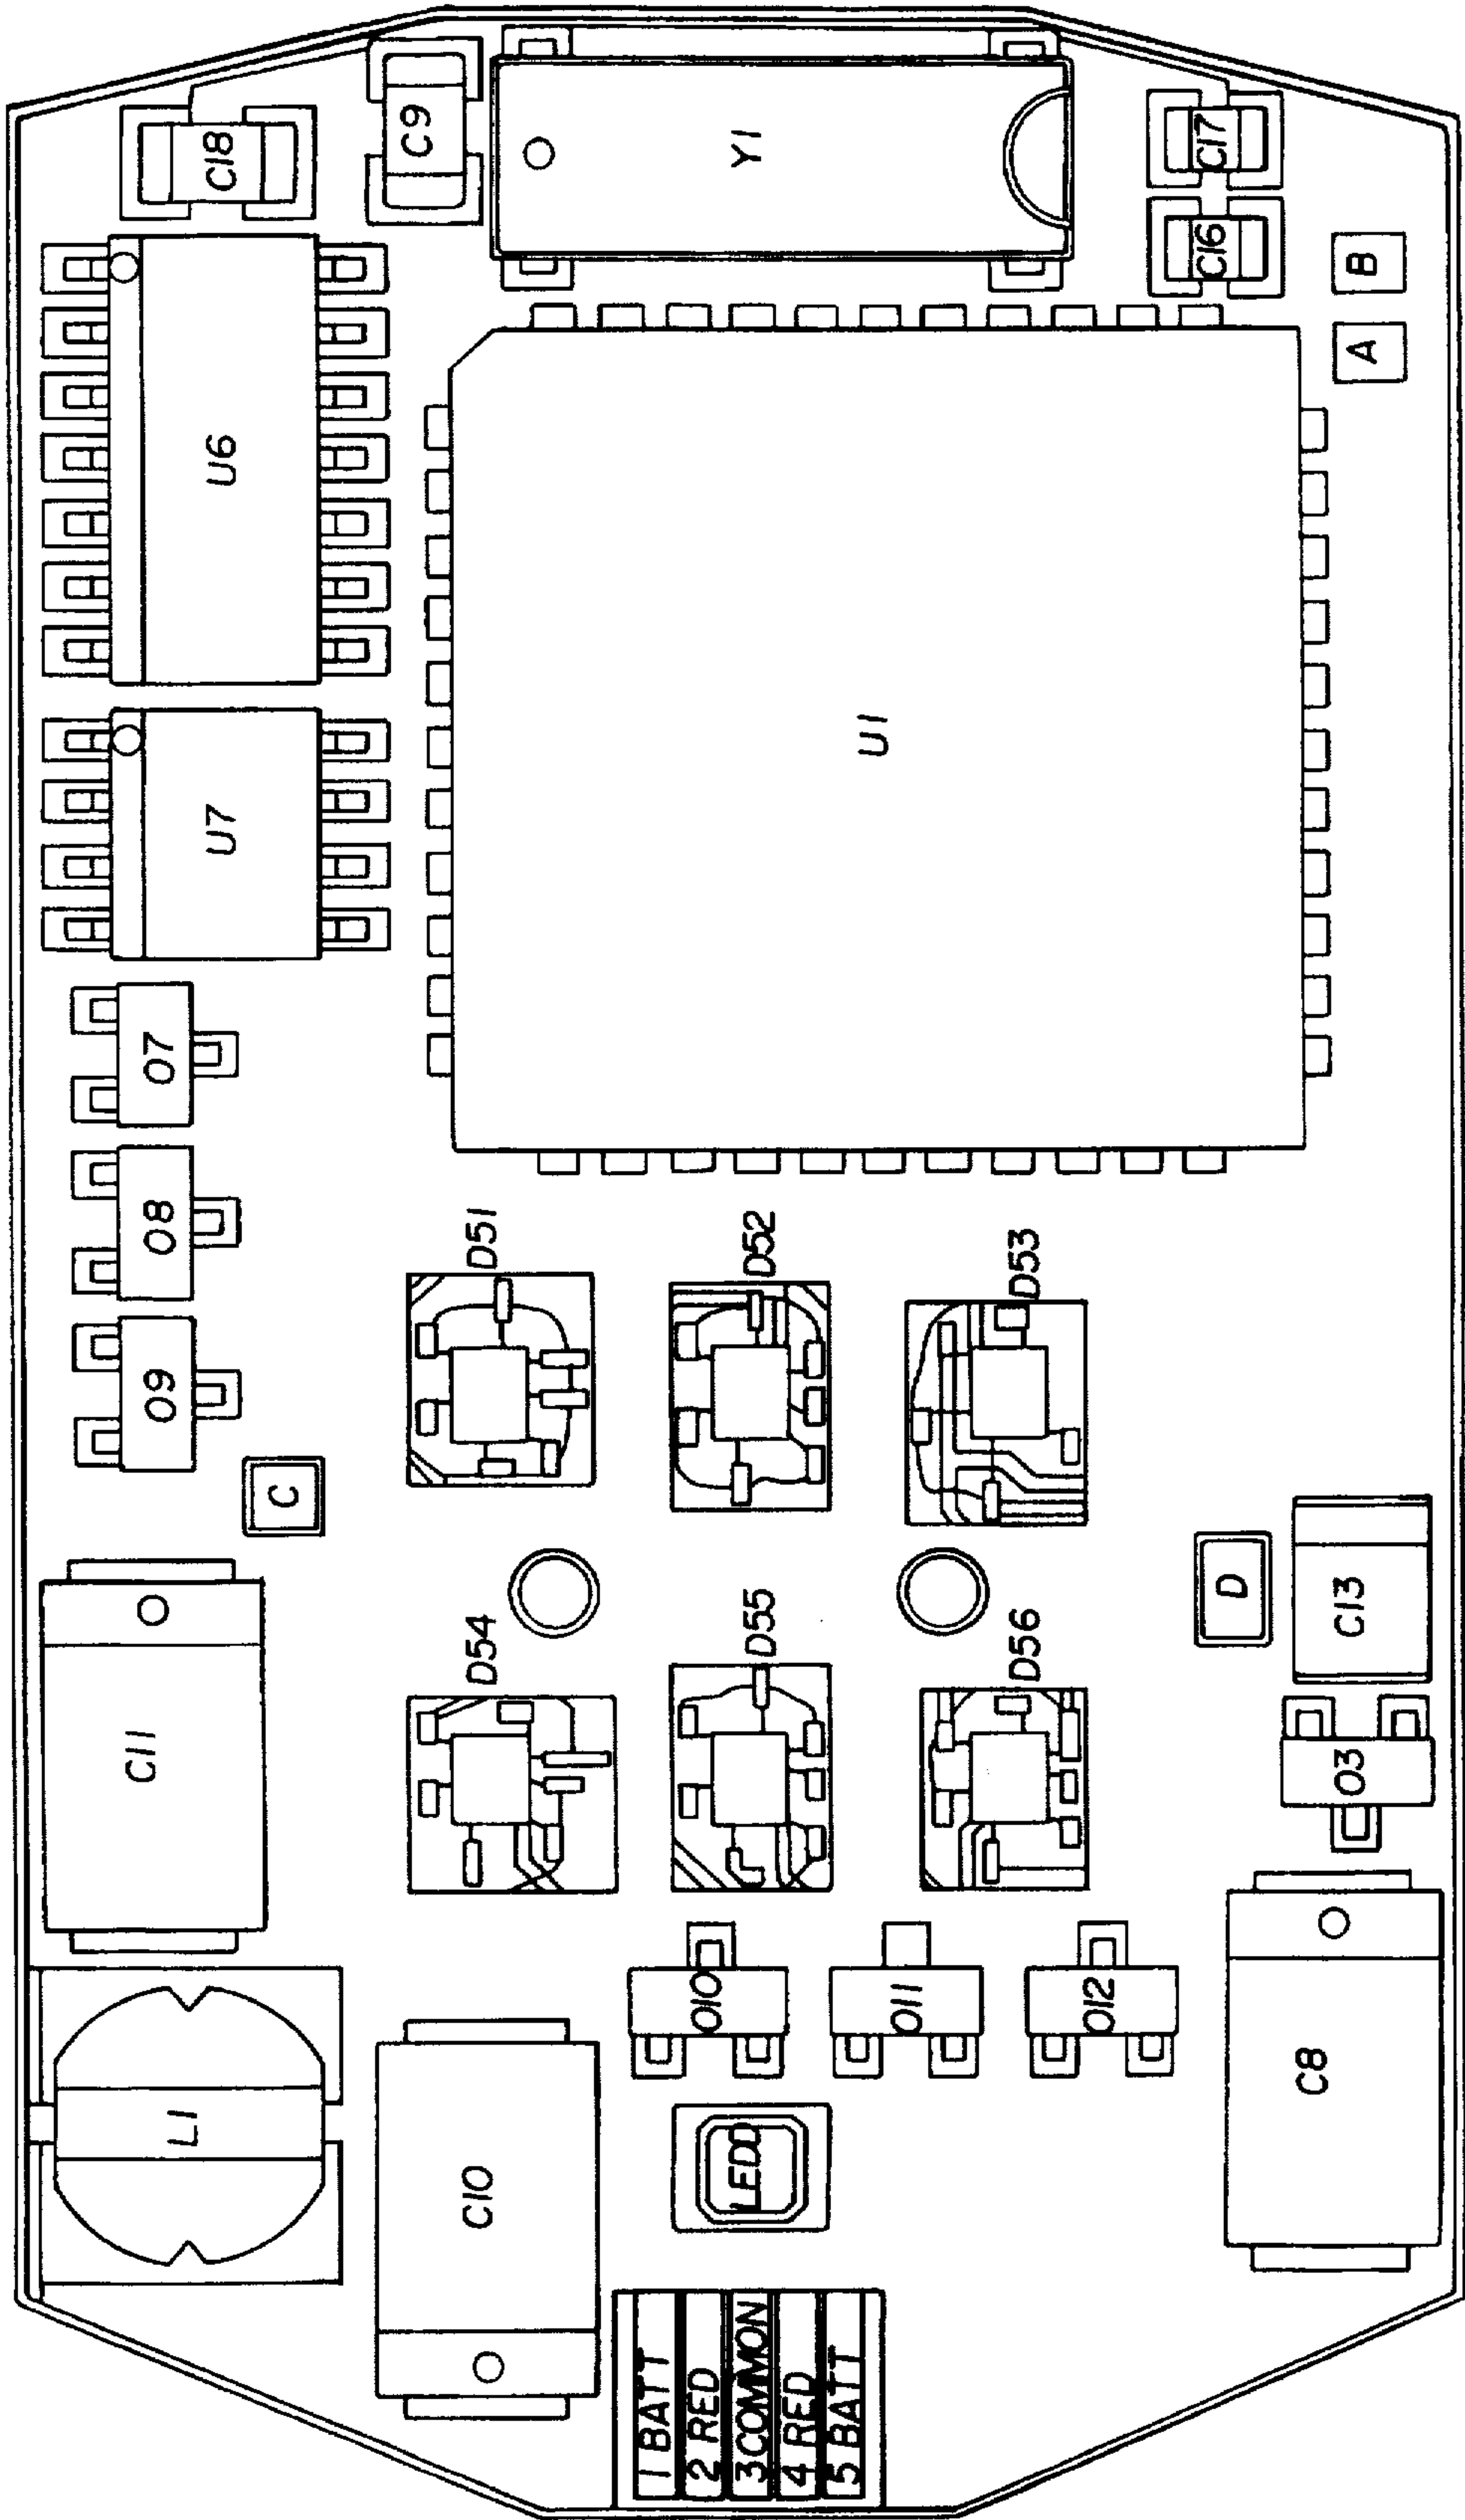 C18
C9
Y1
C17
C16
B
A
U6
U1
U7
O7
O8
O9
D51
D52
D53
C
D54
D55
D56
D
C13
C11
O3
O10
O11
O12
C8
L1
C10
LEDD
1 BATT
2 RED
3 COMMON
4 RED
5 BATT